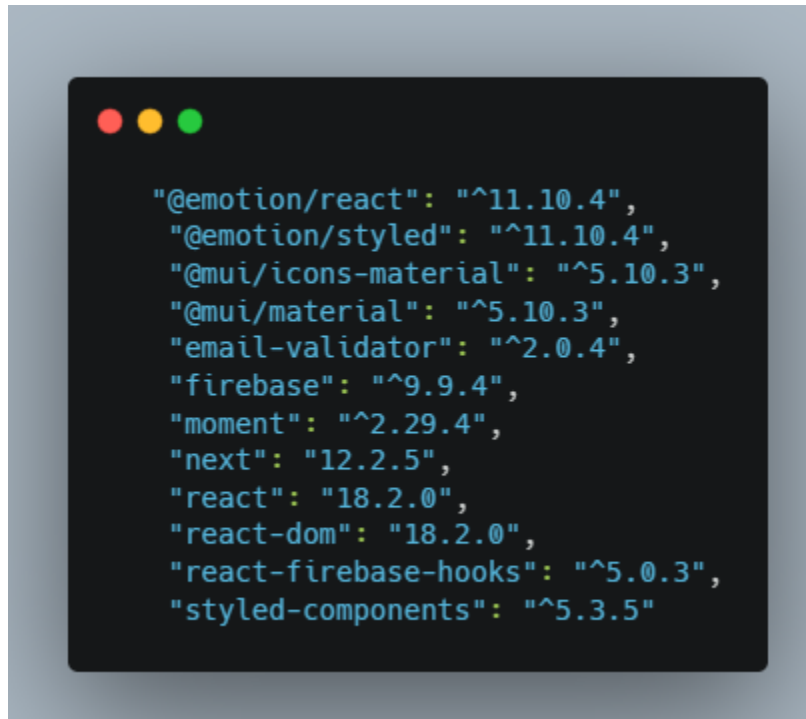 "@emotion/react": "^11.10.4",
"@emotion/styled": "^11.10.4",
"@mui/icons-material": "^5.10.3",
"@mui/material": "^5.10.3",
"email-validator": "^2.0.4",
"firebase": "^9.9.4",
"moment": "^2.29.4",
"next": "12.2.5",
"react": "18.2.0",
"react-dom": "18.2.0",
"react-firebase-hooks": "^5.0.3",
"styled-components": "^5.3.5"